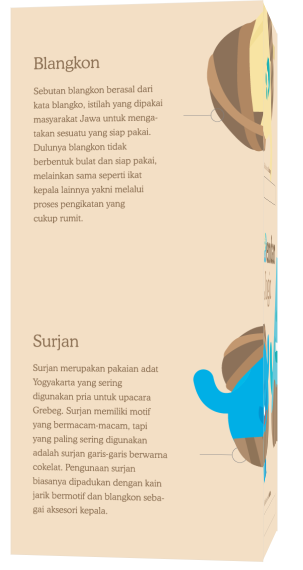 Blangkon
Sebutan blangkon berasal dari
kata blangko, istilah yang dipakai
masyarakat Jawa untuk menga-
takan sesuatu yang siap pakai.
Dulunya blangkon tidak
berbentuk bulat dan siap pakai,
melainkan sama seperti ikat
kepala lainnya yakni melalui
proses pengikatan yang
cukup rumit.
Surjan
Surjan merupakan pakaian adat
Yogyakarta yang sering
digunakan pria untuk upacara
Grebeg. Surjan memiliki motif
yang bermacam-macam, tapi
yang paling sering digunakan
adalah surjan garis-garis berwarna
cokelat. Pengunaan surjan
biasanya dipadukan dengan kain
jarik bermotif dan blangkon seba-
gai aksesori kepala.